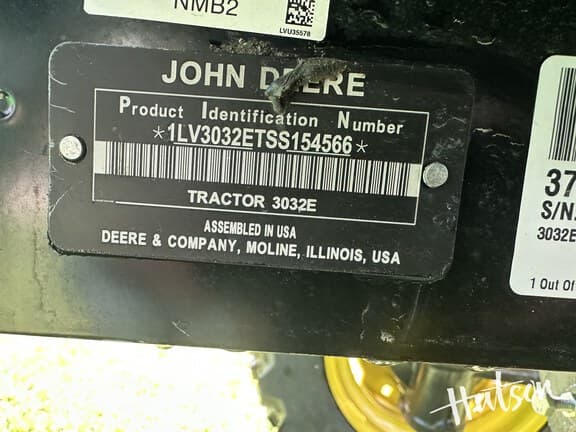 NMB2
LVU35578
JOHN DEERE
Product Identification Number
*1LV3032ETSS154566*
TRACTOR 3032E
ASSEMBLED IN USA
DEERE & COMPANY, MOLINE, ILLINOIS, USA
37
S/N
3032E
1 Out Of
Hutson